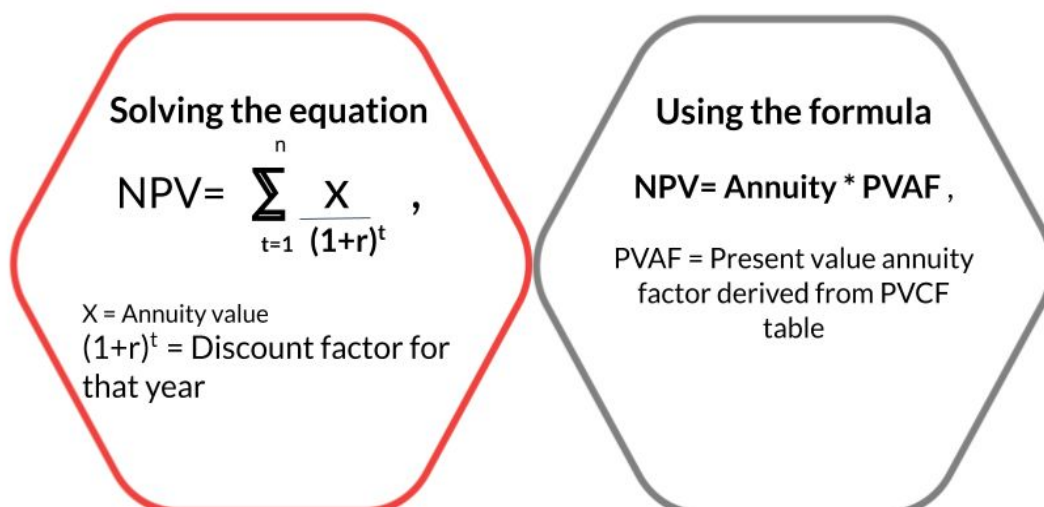 Solving the equation
n
NPV= ∑ X ,
t=1 (1+r)^t
X = Annuity value
(1+r)^t = Discount factor for
that year
Using the formula
NPV= Annuity * PVAF ,
PVAF = Present value annuity
factor derived from PVCF
table